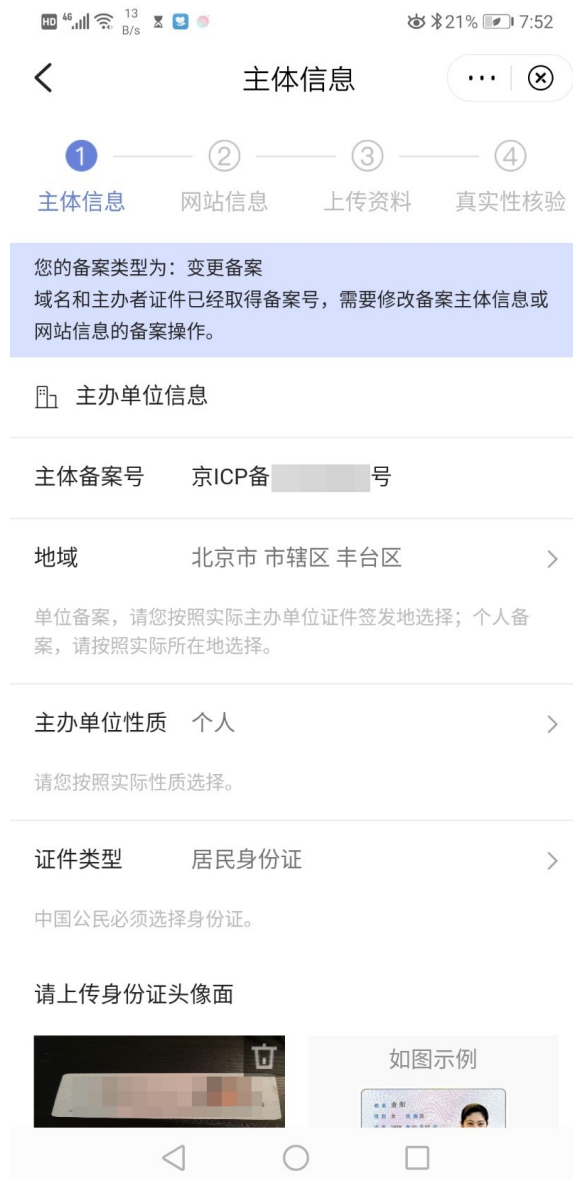 HD 4G 13 B/s 21% 7:52
主体信息
1 2 3 4
主体信息 网站信息 上传资料 真实性核验
您的备案类型为：变更备案
域名和主办者证件已经取得备案号，需要修改备案主体信息或
网站信息的备案操作。
主办单位信息
主体备案号 京ICP备 号
地域 北京市 市辖区 丰台区
单位备案，请您按照实际主办单位证件签发地选择；个人备
案，请按照实际所在地选择。
主办单位性质 个人
请您按照实际性质选择。
证件类型 居民身份证
中国公民必须选择身份证。
请上传身份证头像面
如图示例